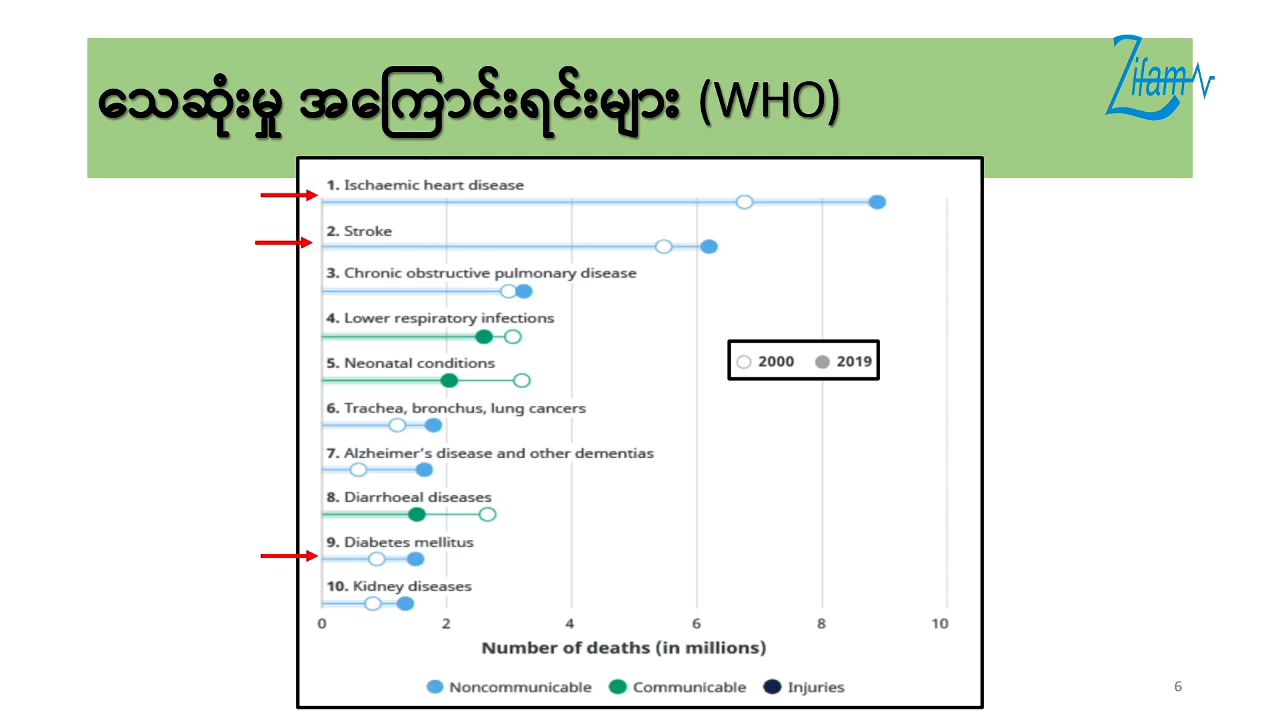 သေဆုံးမှု အကြောင်းရင်းများ (WHO)
Zifam
1. Ischaemic heart disease
2. Stroke
3. Chronic obstructive pulmonary disease
4. Lower respiratory infections
2000 2019
5. Neonatal conditions
6. Trachea, bronchus, lung cancers
7. Alzheimer's disease and other dementias
8. Diarrhoeal diseases
9. Diabetes mellitus
10. Kidney diseases
0 2 4 6 8 10
Number of deaths (in millions)
Noncommunicable Communicable Injuries
6